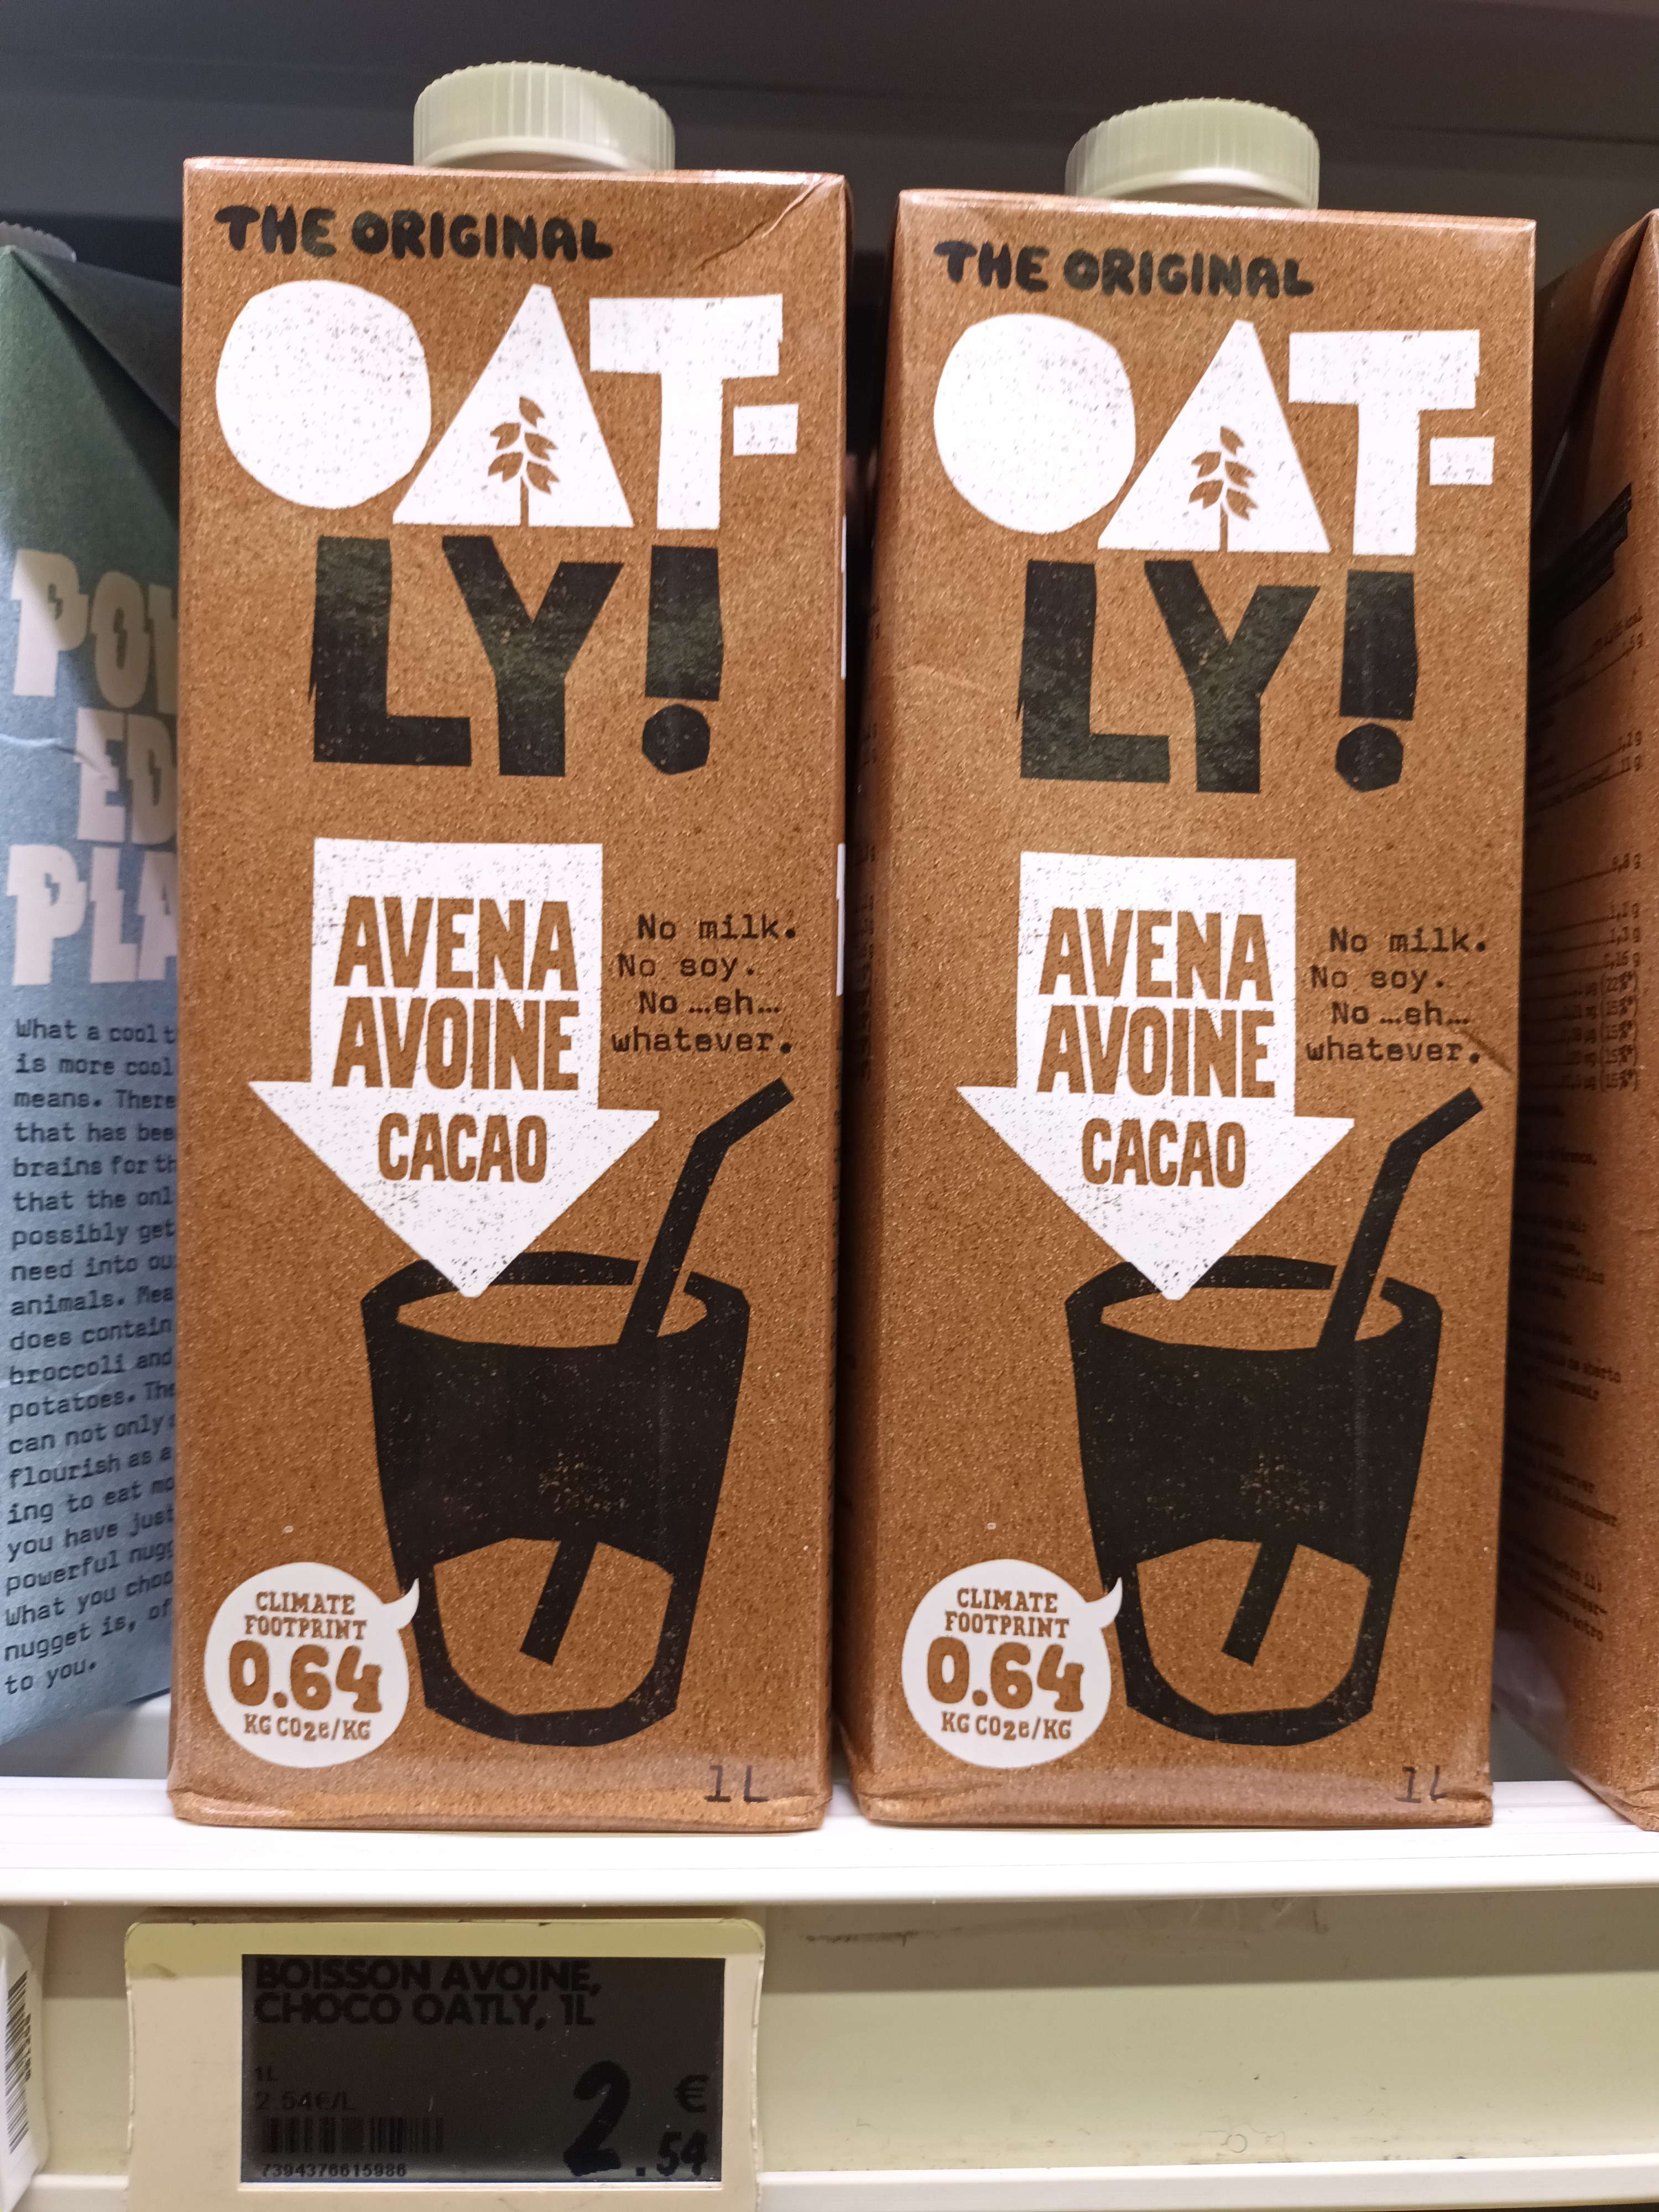 THE ORIGINAL
OAT-
LY!
AVENA
AVOINE
CACAO
No milk.
No soy.
No ...eh...
whatever.
CLIMATE
FOOTPRINT
0.64
KG CO2e/KG
1L
THE ORIGINAL
OAT-
LY!
AVENA
AVOINE
CACAO
No milk.
No soy.
No ...eh...
whatever.
CLIMATE
FOOTPRINT
0.64
KG CO2e/KG
1L
POW
ED
PLA
What a cool t
is more cool
means. There
that has bee
brains for th
that the onl
possibly get
need into ou
animals. Mea
does contain
broccoli and
potatoes. The
can not only
flourish as a
ing to eat mo
you have just
powerful nugg
What you choo
nugget is, of
to you.
BOISSON AVOINE,
CHOCO OATLY, 1L
1L
2.54€/L
2.54 €
7394376615986